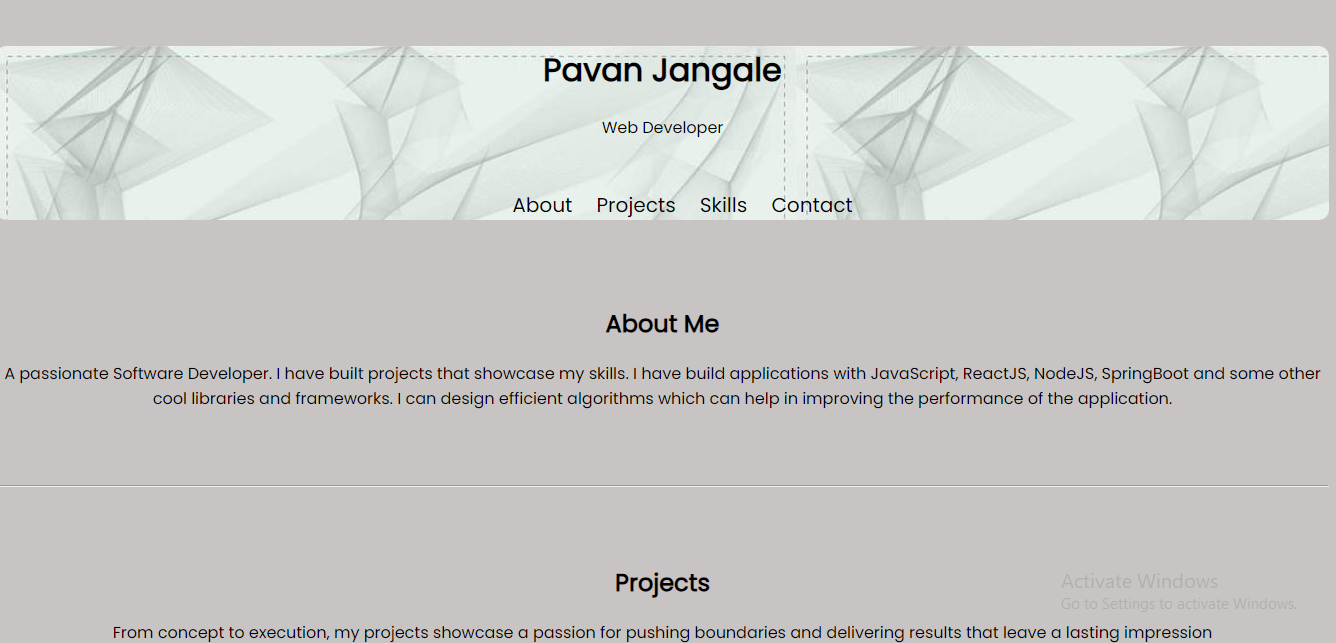 Pavan Jangale
Web Developer
About Projects Skills Contact
About Me
A passionate Software Developer. I have built projects that showcase my skills. I have build applications with JavaScript, ReactJS, NodeJS, SpringBoot and some other
cool libraries and frameworks. I can design efficient algorithms which can help in improving the performance of the application.
Projects
Activate Windows
Go to Settings to activate Windows.
From concept to execution, my projects showcase a passion for pushing boundaries and delivering results that leave a lasting impression